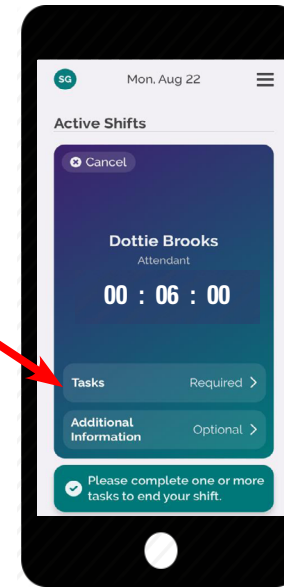 SG
Mon, Aug 22
Active Shifts
Cancel
Dottie Brooks
Attendant
00 : 06 : 00
Tasks Required
Additional
Information Optional
Please complete one or more
tasks to end your shift.